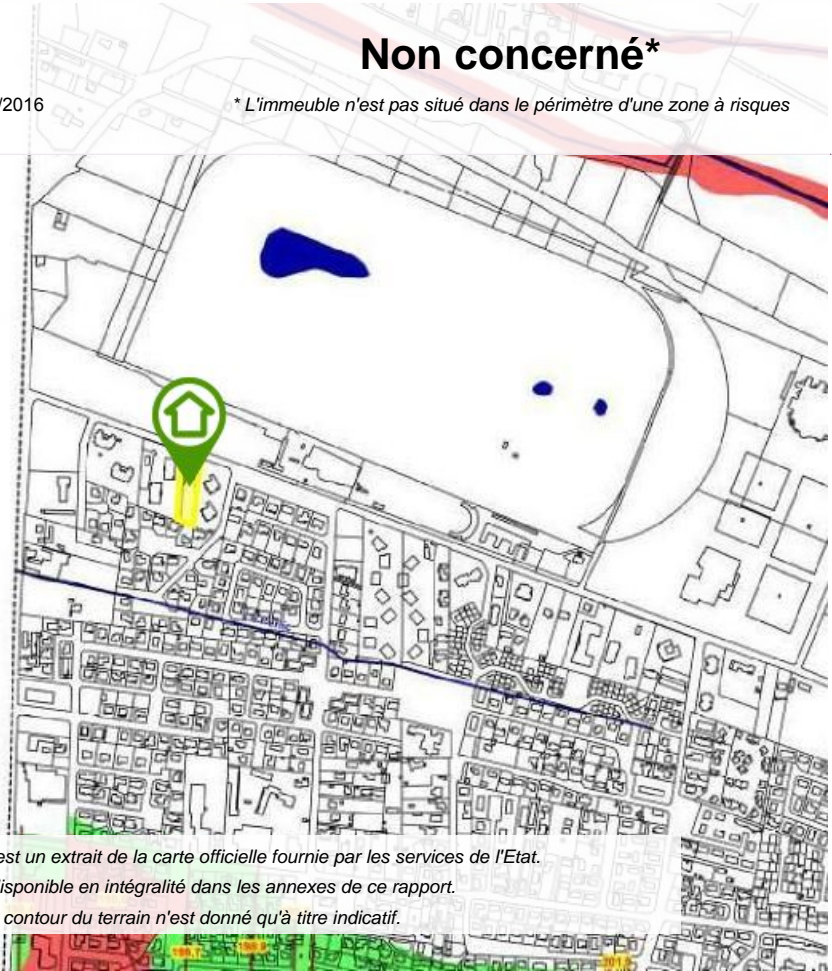 Non concerné*
/2016
* L'immeuble n'est pas situé dans le périmètre d'une zone à risques
est un extrait de la carte officielle fournie par les services de l'Etat.
disponible en intégralité dans les annexes de ce rapport.
contour du terrain n'est donné qu'à titre indicatif.